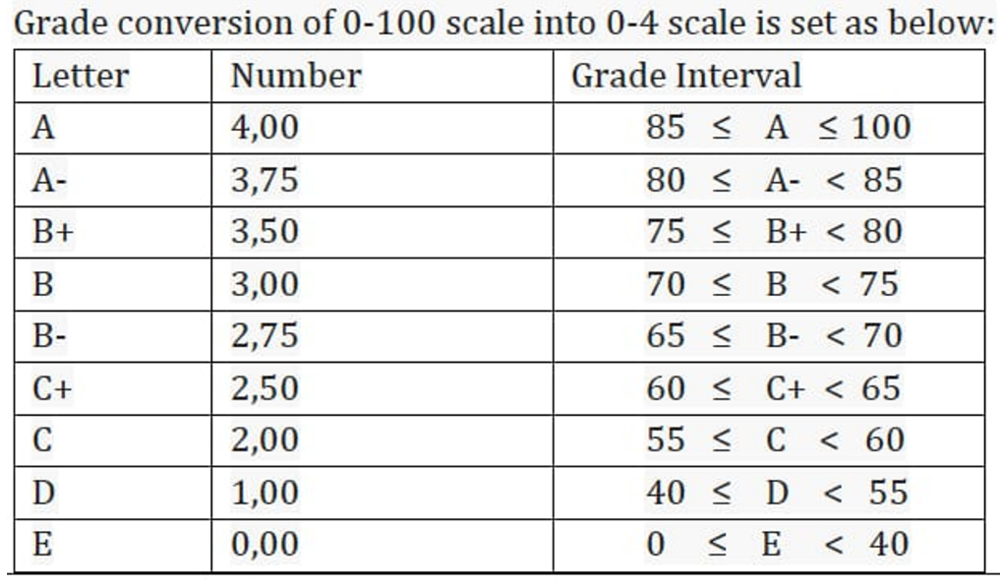 Grade conversion of 0-100 scale into 0-4 scale is set as below:
Letter Number Grade Interval
A 4,00 85 ≤ A ≤ 100
A- 3,75 80 ≤ A- < 85
B+ 3,50 75 ≤ B+ < 80
B 3,00 70 ≤ B < 75
B- 2,75 65 ≤ B- < 70
C+ 2,50 60 ≤ C+ < 65
C 2,00 55 ≤ C < 60
D 1,00 40 ≤ D < 55
E 0,00 0 ≤ E < 40